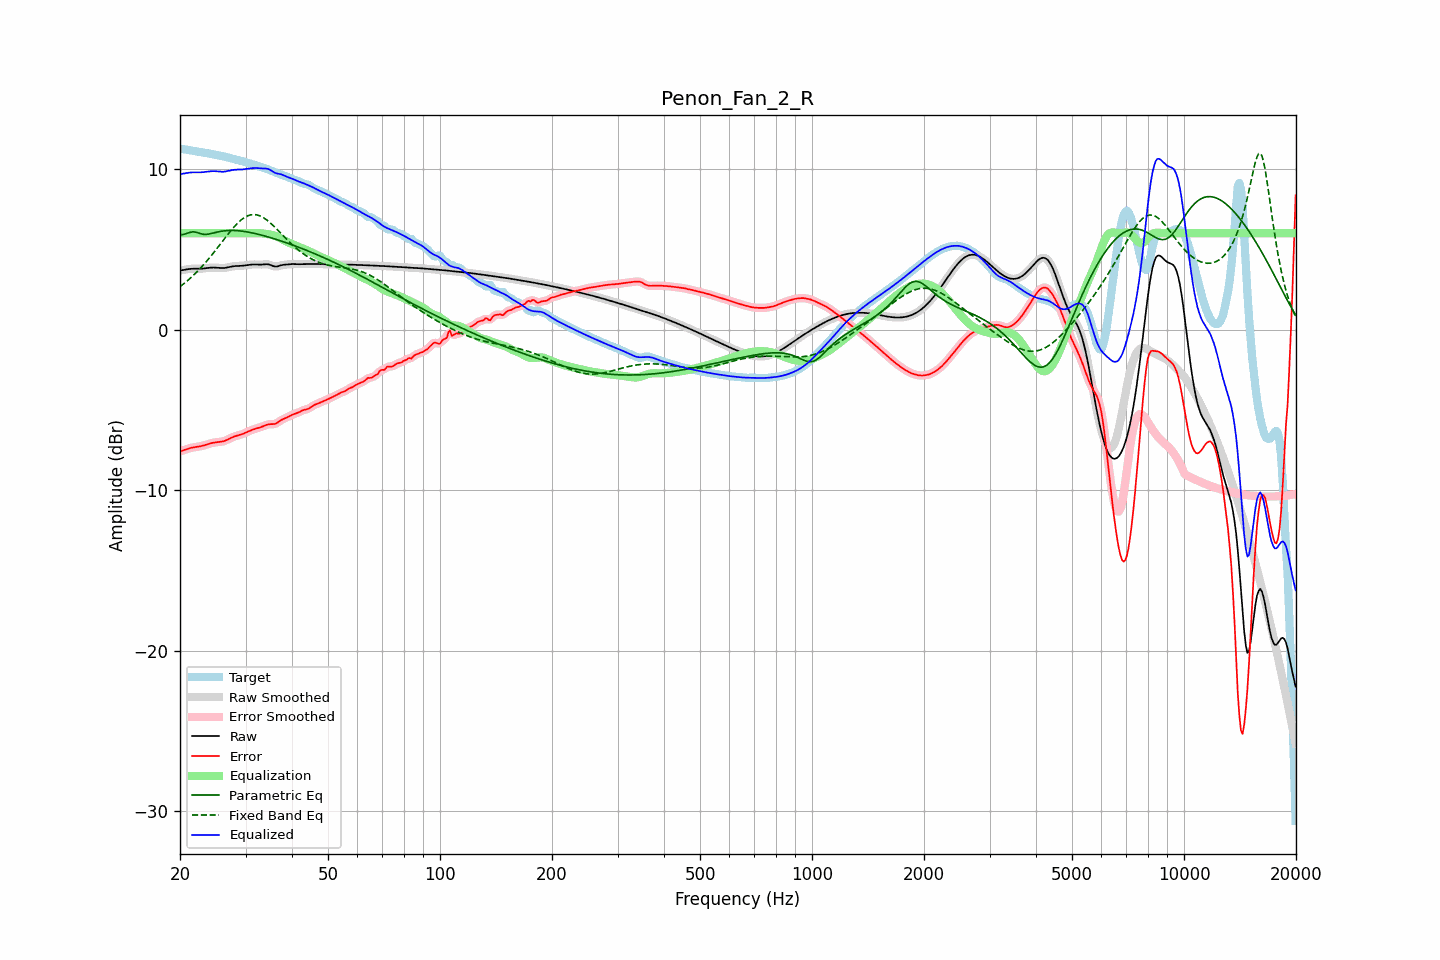 Penon_Fan_2_R
Amplitude (dBr)
10
0
−10
−20
−30
Target
Raw Smoothed
Error Smoothed
Raw
Error
Equalization
Parametric Eq
Fixed Band Eq
Equalized
20 50 100 200 500 1000 2000 5000 10000 20000
Frequency (Hz)